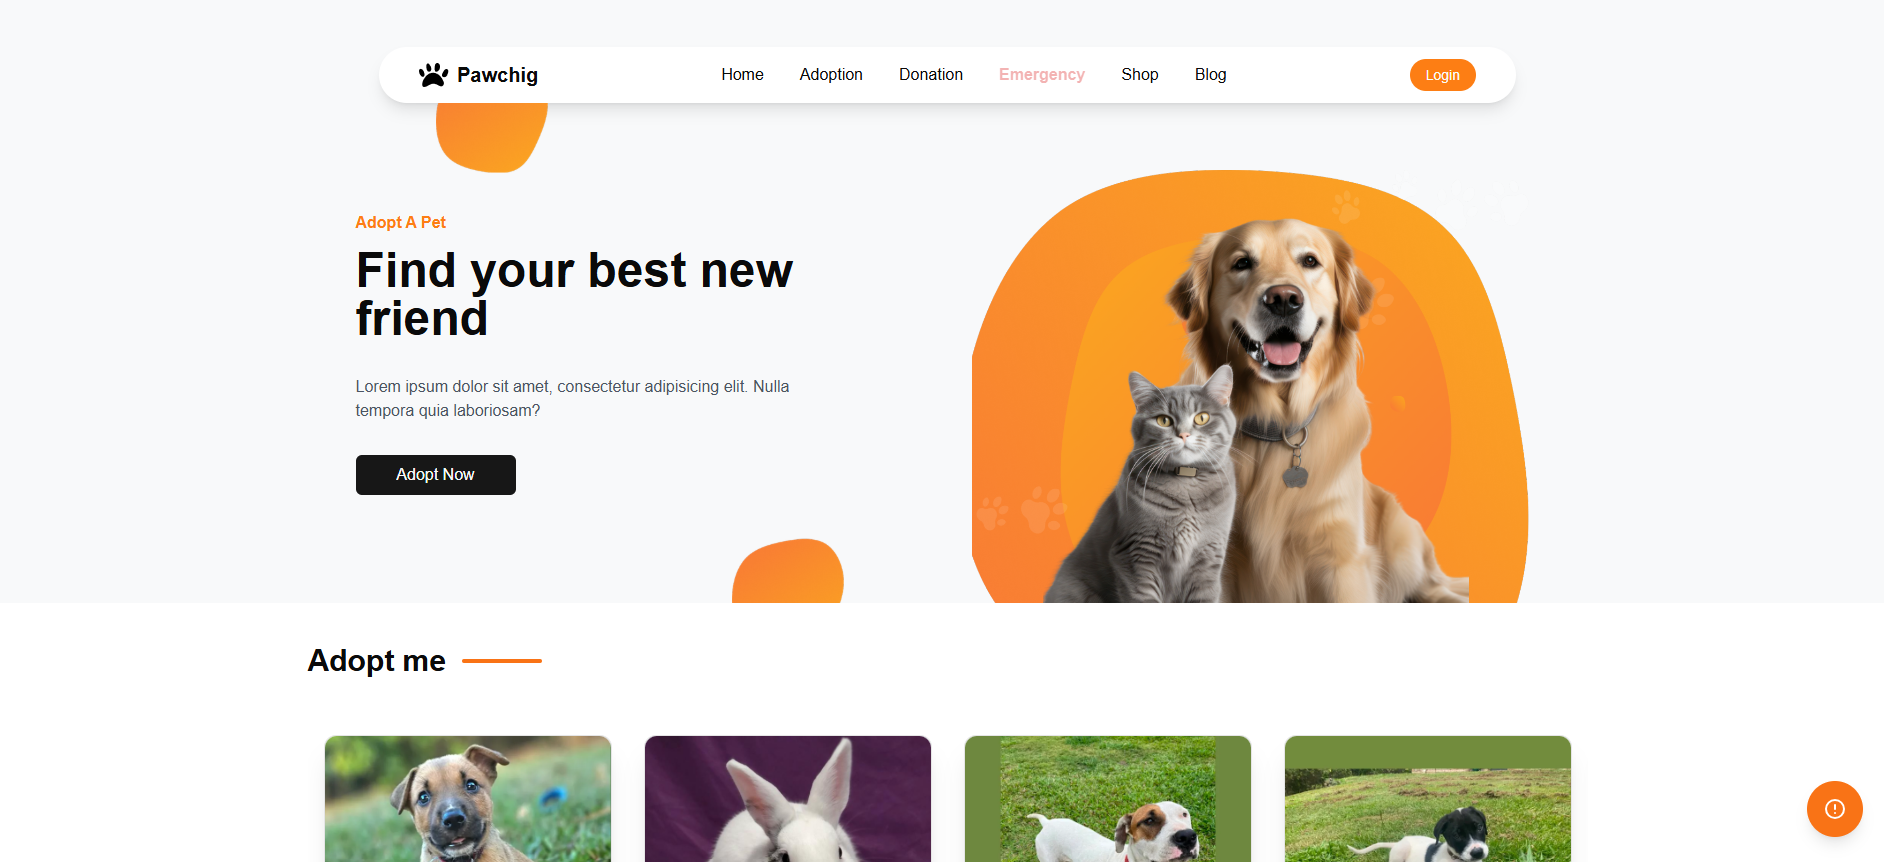 Pawchig
Home
Adoption
Donation
Emergency
Shop
Blog
Login
Adopt A Pet
Find your best new
friend
Lorem ipsum dolor sit amet, consectetur adipisicing elit. Nulla
tempora quia laboriosam?
Adopt Now
Adopt me